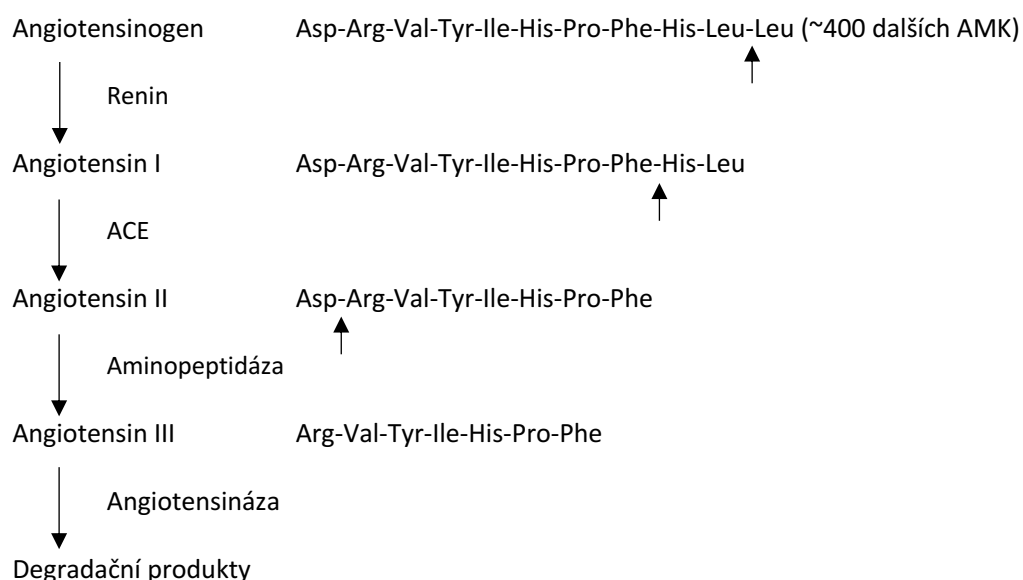 Angiotensinogen Asp-Arg-Val-Tyr-Ile-His-Pro-Phe-His-Leu-Leu (~400 dalších AMK)
Renin
Angiotensin I Asp-Arg-Val-Tyr-Ile-His-Pro-Phe-His-Leu
ACE
Angiotensin II Asp-Arg-Val-Tyr-Ile-His-Pro-Phe
Aminopeptidáza
Angiotensin III Arg-Val-Tyr-Ile-His-Pro-Phe
Angiotensináza
Degradační produkty